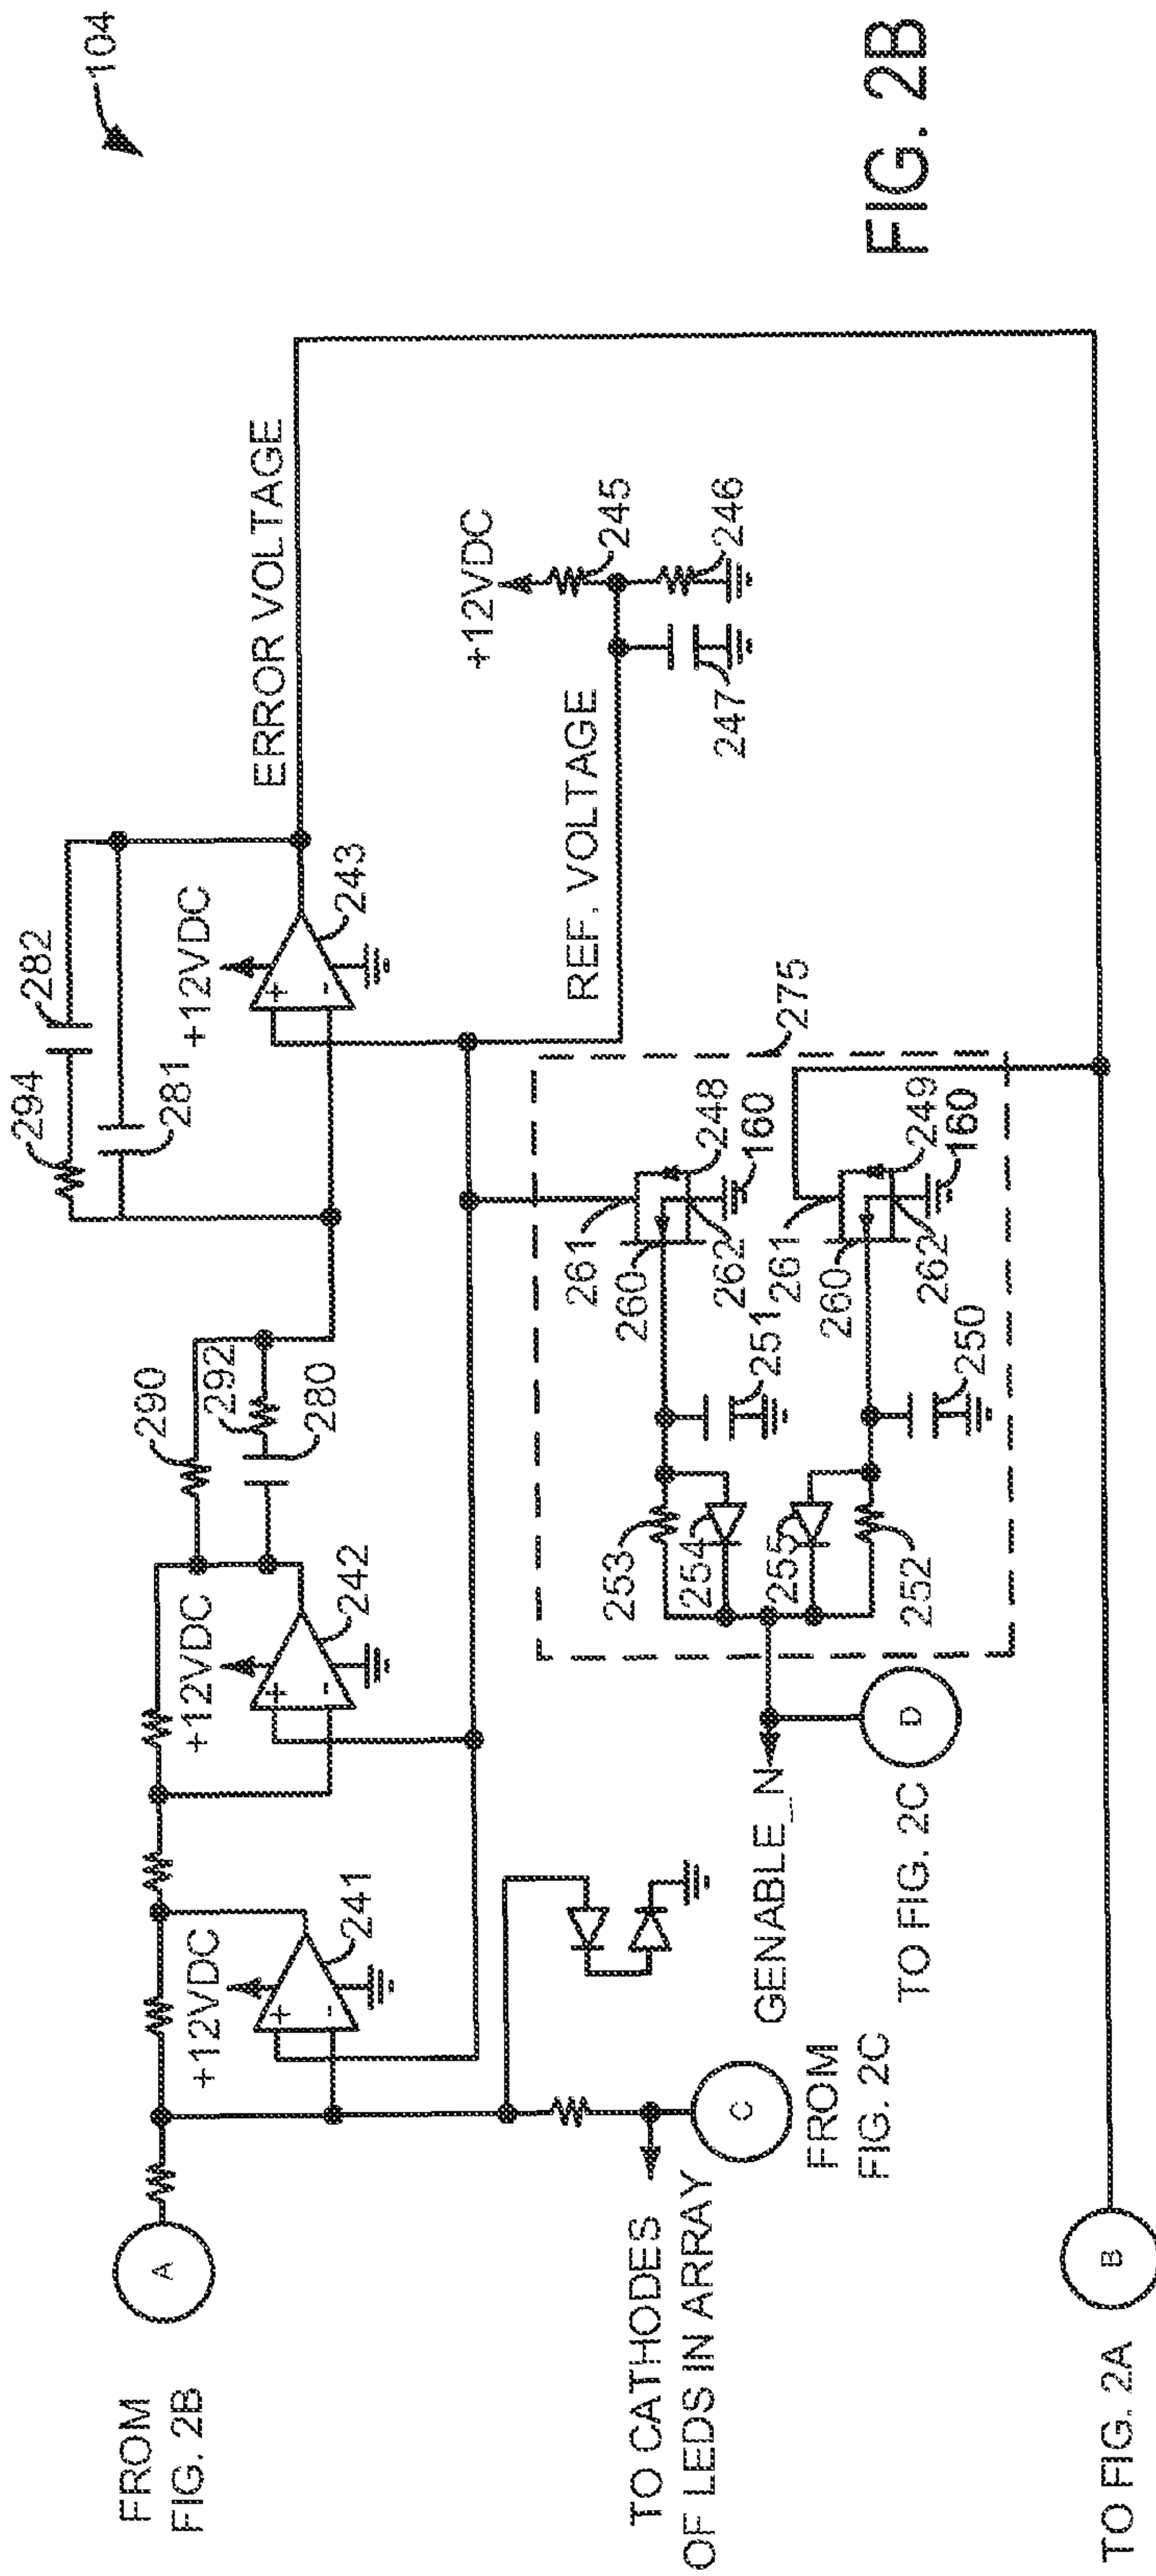 104
FIG. 2B
ERROR VOLTAGE
282
294
281
+12VDC
243
290
292
280
+12VDC
242
+12VDC
241
A
FROM
FIG. 2B
+12VDC
245
246
247
REF. VOLTAGE
275
261
260
248
160
262
251
253
254
261
260
249
160
262
250
255
252
GENABLE_N
D
TO FIG. 2C
C
FROM
FIG. 2C
TO CATHODES
OF LEDS IN ARRAY
B
TO FIG. 2A
+
-
+
-
+
-